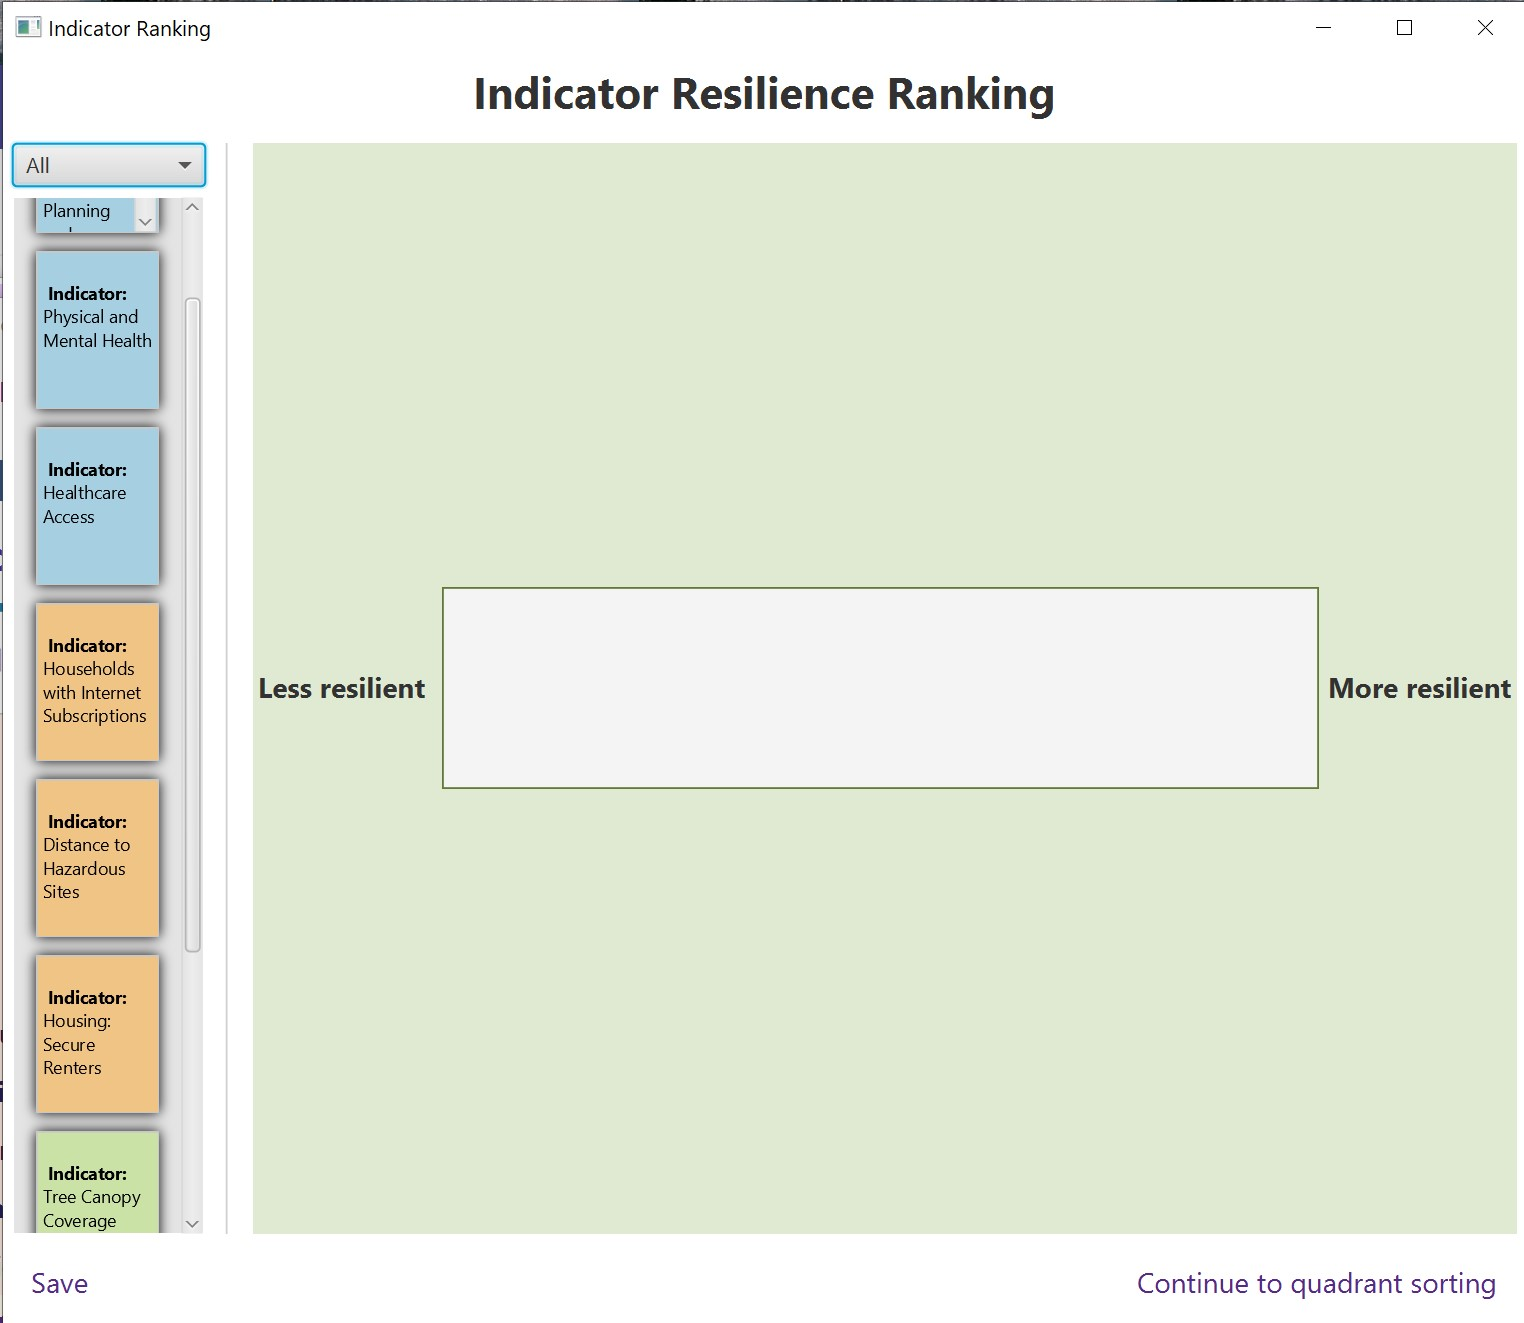 Indicator Ranking
Indicator Resilience Ranking
All
Planning
Indicator:
Physical and
Mental Health
Indicator:
Healthcare
Access
Indicator:
Households
with Internet
Subscriptions
Indicator:
Distance to
Hazardous
Sites
Indicator:
Housing:
Secure
Renters
Indicator:
Tree Canopy
Coverage
Less resilient
More resilient
Save
Continue to quadrant sorting